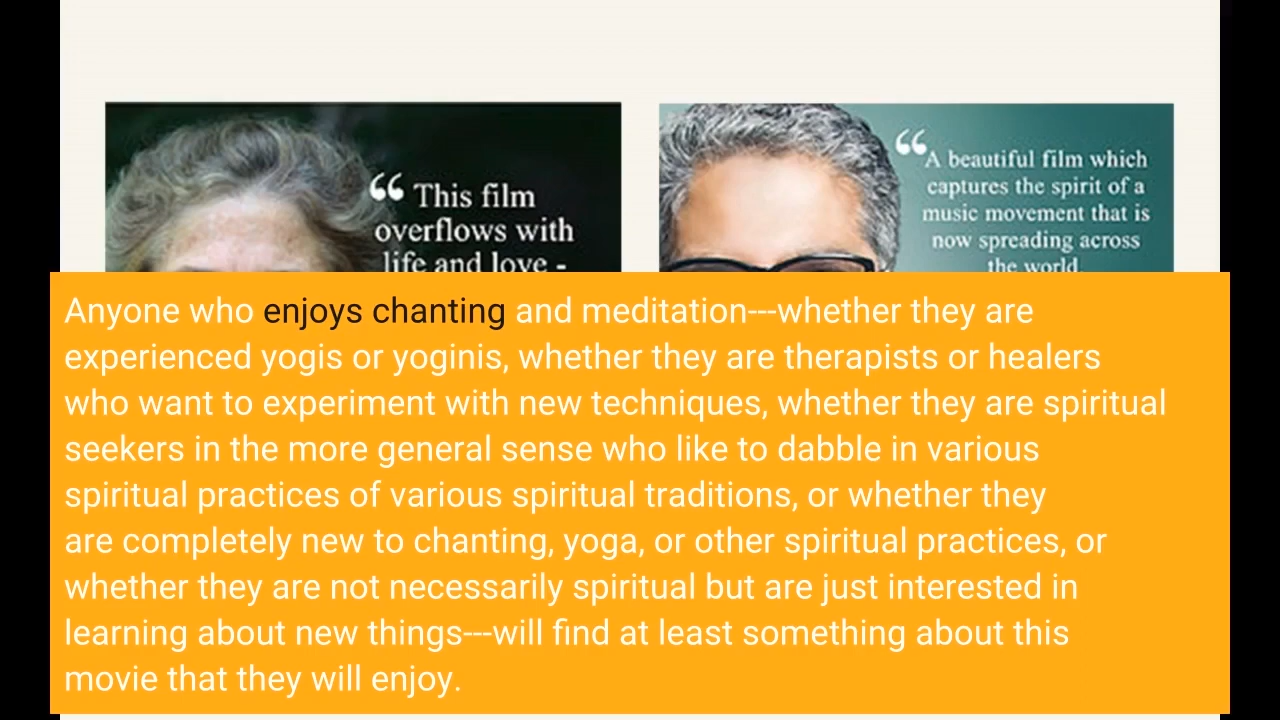 “ This film
overflows with
life and love -
“A beautiful film which
captures the spirit of a
music movement that is
now spreading across
the world.
Anyone who enjoys chanting and meditation---whether they are
experienced yogis or yoginis, whether they are therapists or healers
who want to experiment with new techniques, whether they are spiritual
seekers in the more general sense who like to dabble in various
spiritual practices of various spiritual traditions, or whether they
are completely new to chanting, yoga, or other spiritual practices, or
whether they are not necessarily spiritual but are just interested in
learning about new things---will find at least something about this
movie that they will enjoy.